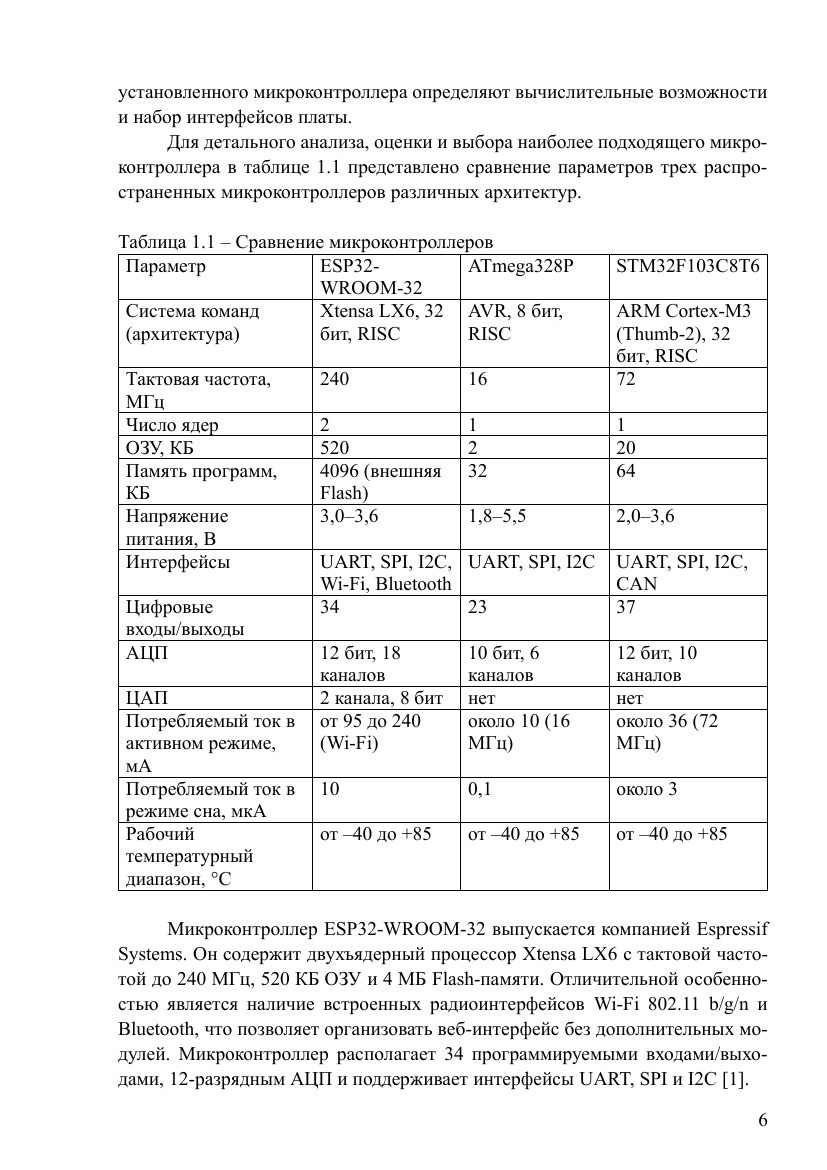 установленного микроконтроллера определяют вычислительные возможности
и набор интерфейсов платы.
Для детального анализа, оценки и выбора наиболее подходящего микро-
контроллера в таблице 1.1 представлено сравнение параметров трех распро-
страненных микроконтроллеров различных архитектур.
Таблица 1.1 – Сравнение микроконтроллеров
Параметр ESP32- ATmega328P STM32F103C8T6
WROOM-32
Система команд Xtensa LX6, 32 AVR, 8 бит, ARM Cortex-M3
(архитектура) бит, RISC RISC (Thumb-2), 32
бит, RISC
Тактовая частота, 240 16 72
МГц
Число ядер 2 1 1
ОЗУ, КБ 520 2 20
Память программ, 4096 (внешняя 32 64
КБ Flash)
Напряжение 3,0–3,6 1,8–5,5 2,0–3,6
питания, В
Интерфейсы UART, SPI, I2C, UART, SPI, I2C UART, SPI, I2C,
Wi-Fi, Bluetooth CAN
Цифровые 34 23 37
входы/выходы
АЦП 12 бит, 18 10 бит, 6 12 бит, 10
каналов каналов каналов
ЦАП 2 канала, 8 бит нет нет
Потребляемый ток в от 95 до 240 около 10 (16 около 36 (72
активном режиме, (Wi-Fi) МГц) МГц)
мА
Потребляемый ток в 10 0,1 около 3
режиме сна, мкА
Рабочий от –40 до +85 от –40 до +85 от –40 до +85
температурный
диапазон, °С
Микроконтроллер ESP32-WROOM-32 выпускается компанией Espressif
Systems. Он содержит двухъядерный процессор Xtensa LX6 с тактовой часто-
той до 240 МГц, 520 КБ ОЗУ и 4 МБ Flash-памяти. Отличительной особенно-
стью является наличие встроенных радиоинтерфейсов Wi-Fi 802.11 b/g/n и
Bluetooth, что позволяет организовать веб-интерфейс без дополнительных мо-
дулей. Микроконтроллер располагает 34 программируемыми входами/выхо-
дами, 12-разрядным АЦП и поддерживает интерфейсы UART, SPI и I2C [1].
6